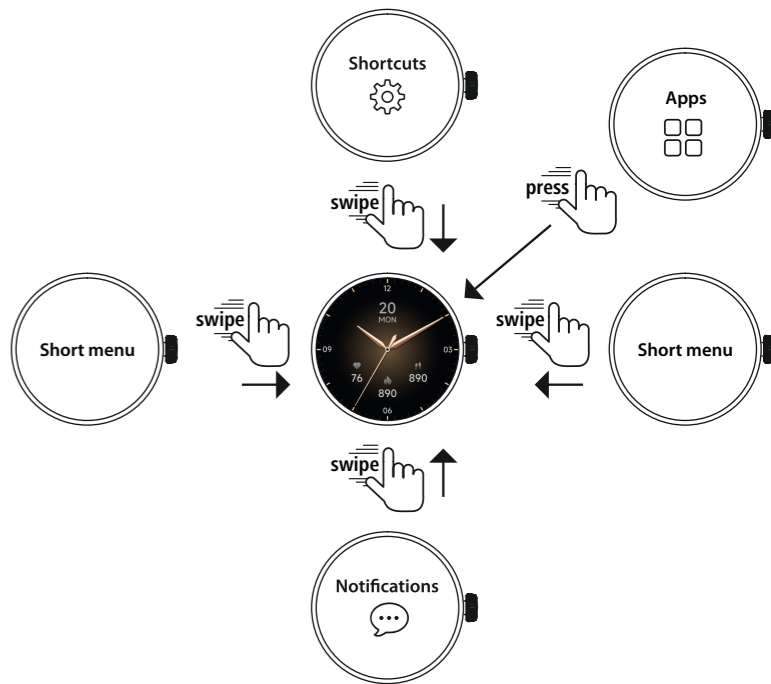 Shortcuts
Apps
swipe
press
12
20
MON
swipe
swipe
Short menu
09
03
Short menu
76
890
890
06
swipe
Notifications